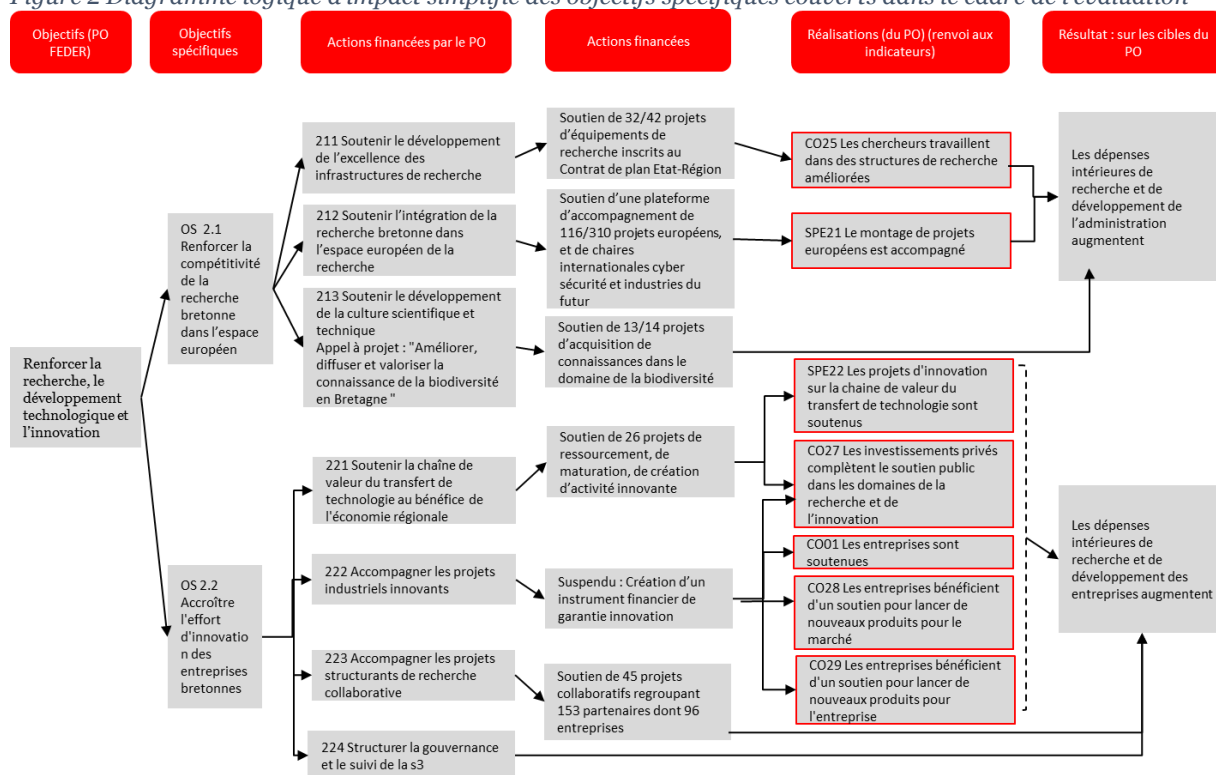 Figure 2 Diagramme logique d'impact simplifié des objectifs spécifiques couverts dans le cadre de l'évaluation
Objectifs (PO
FEDER)
Objectifs
spécifiques
Actions financées par le PO
Actions financées
Réalisations (du PO) (renvoi aux
indicateurs)
Résultat : sur les cibles du
PO
Renforcer la
recherche, le
développement
technologique et
l'innovation
OS 2.1
Renforcer la
compétitivité
de la
recherche
bretonne
dans l'espace
européen
OS 2.2
Accroître
l'effort
d'innovatio
n des
entreprises
bretonnes
211 Soutenir le développement
de l'excellence des
infrastructures de recherche
212 Soutenir l'intégration de la
recherche bretonne dans
l'espace européen de la
recherche
213 Soutenir le développement
de la culture scientifique et
technique
Appel à projet : "Améliorer,
diffuser et valoriser la
connaissance de la biodiversité
en Bretagne "
221 Soutenir la chaîne de
valeur du transfert de
technologie au bénéfice de
l'économie régionale
222 Accompagner les projets
industriels innovants
223 Accompagner les projets
structurants de recherche
collaborative
224 Structurer la gouvernance
et le suivi de la s3
Soutien de 32/42 projets
d'équipements de
recherche inscrits au
Contrat de plan Etat-Région
Soutien d'une plateforme
d'accompagnement de
116/310 projets européens,
et de chaires
internationales cyber
sécurité et industries du
futur
Soutien de 13/14 projets
d'acquisition de
connaissances dans le
domaine de la biodiversité
Soutien de 26 projets de
ressourcement, de
maturation, de création
d'activité innovante
Suspendu : Création d'un
instrument financier de
garantie innovation
Soutien de 45 projets
collaboratifs regroupant
153 partenaires dont 96
entreprises
CO25 Les chercheurs travaillent
dans des structures de recherche
améliorées
SPE21 Le montage de projets
européens est accompagné
SPE22 Les projets d'innovation
sur la chaine de valeur du
transfert de technologie sont
soutenus
CO27 Les investissements privés
complètent le soutien public
dans les domaines de la
recherche et de
l'innovation
CO01 Les entreprises sont
soutenues
CO28 Les entreprises bénéficient
d'un soutien pour lancer de
nouveaux produits pour le
marché
CO29 Les entreprises bénéficient
d'un soutien pour lancer de
nouveaux produits pour
l'entreprise
Les dépenses
intérieures de
recherche et de
développement de
l'administration
augmentent
Les dépenses
intérieures de
recherche et de
développement des
entreprises augmentent